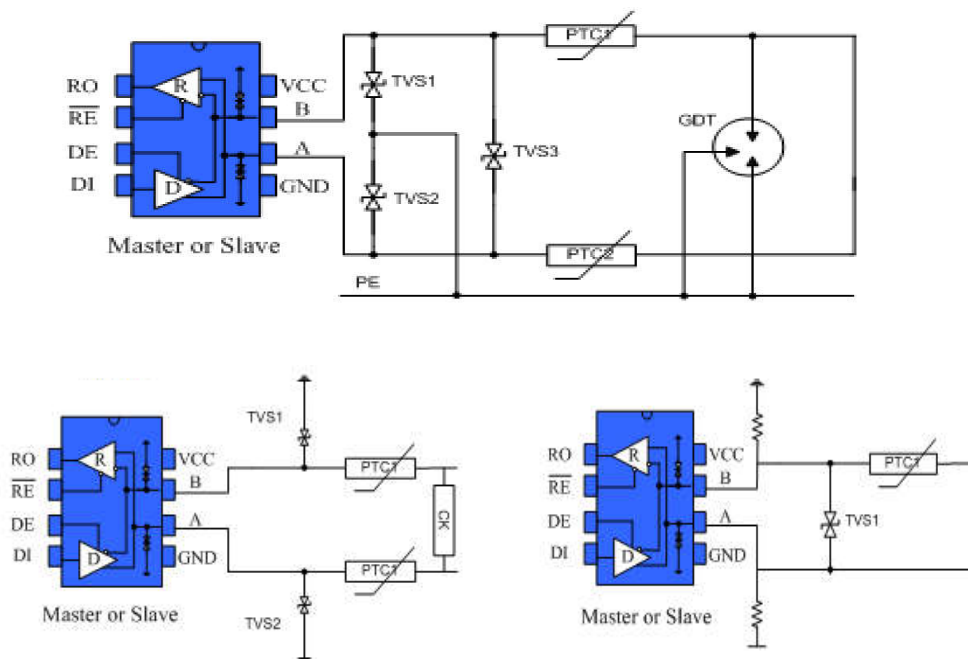 PTC1
RO
R
VCC
TVS1
RE
B
GDT
DE
A
TVS3
DI
D
GND
TVS2
Master or Slave
PTC2
PE
TVS1
RO
R
VCC
PTC1
RE
B
DE
A
CK
DI
D
GND
PTC1
Master or Slave
TVS2
RO
R
VCC
PTC1
RE
B
DE
A
TVS1
DI
D
GND
Master or Slave